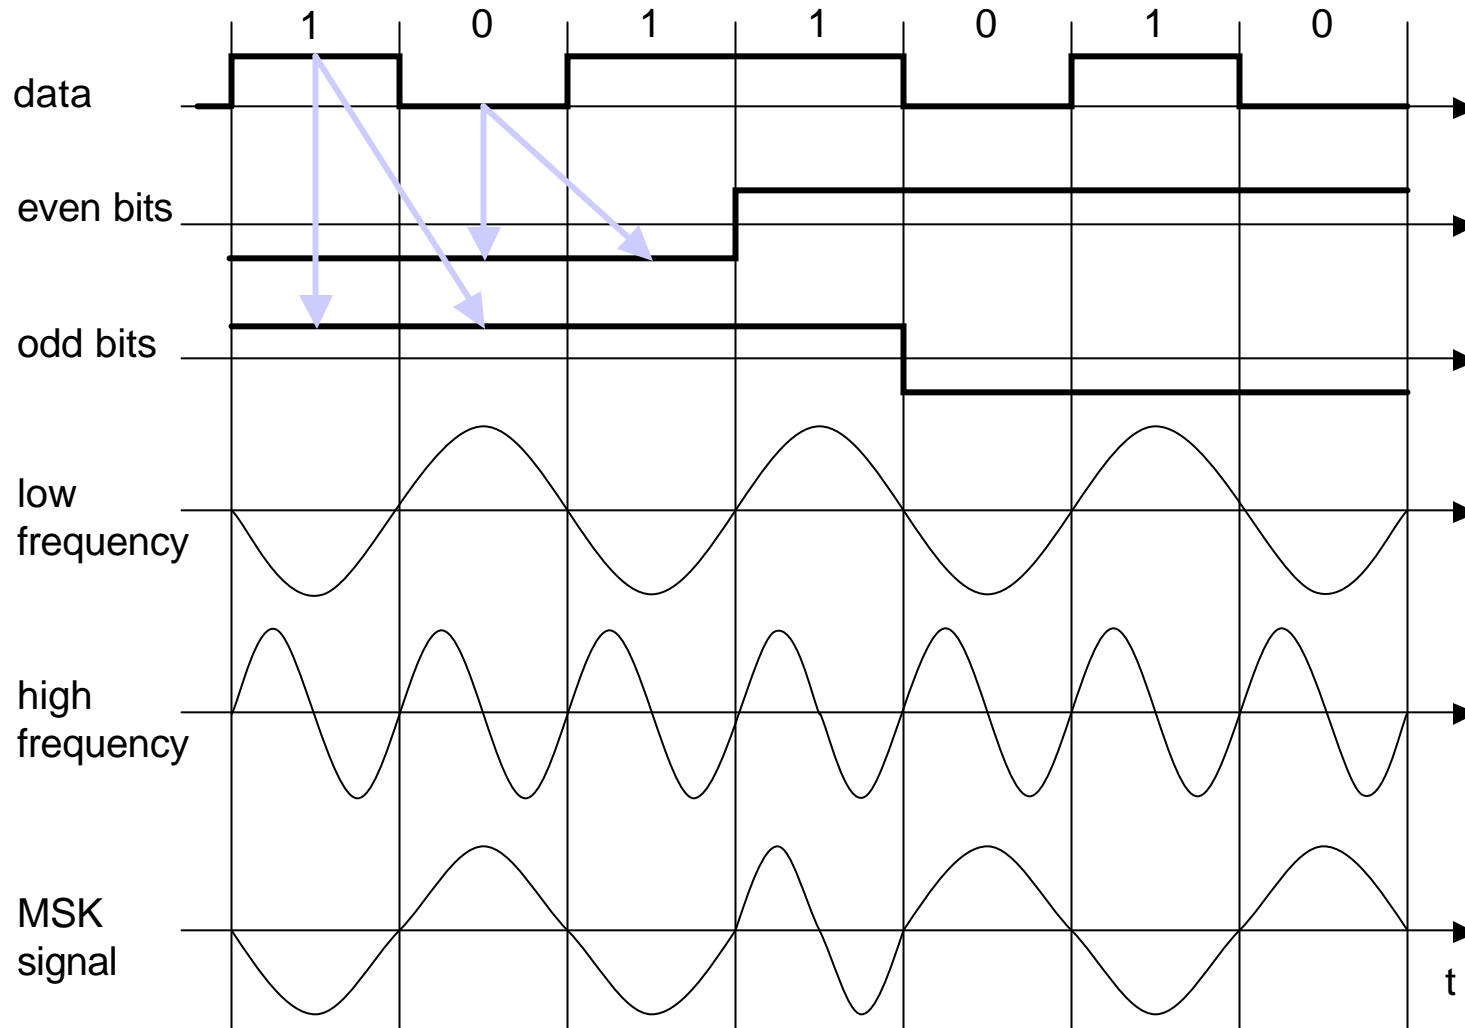 1 0 1 1 0 1 0
data
even bits
odd bits
low
frequency
high
frequency
MSK
signal
t